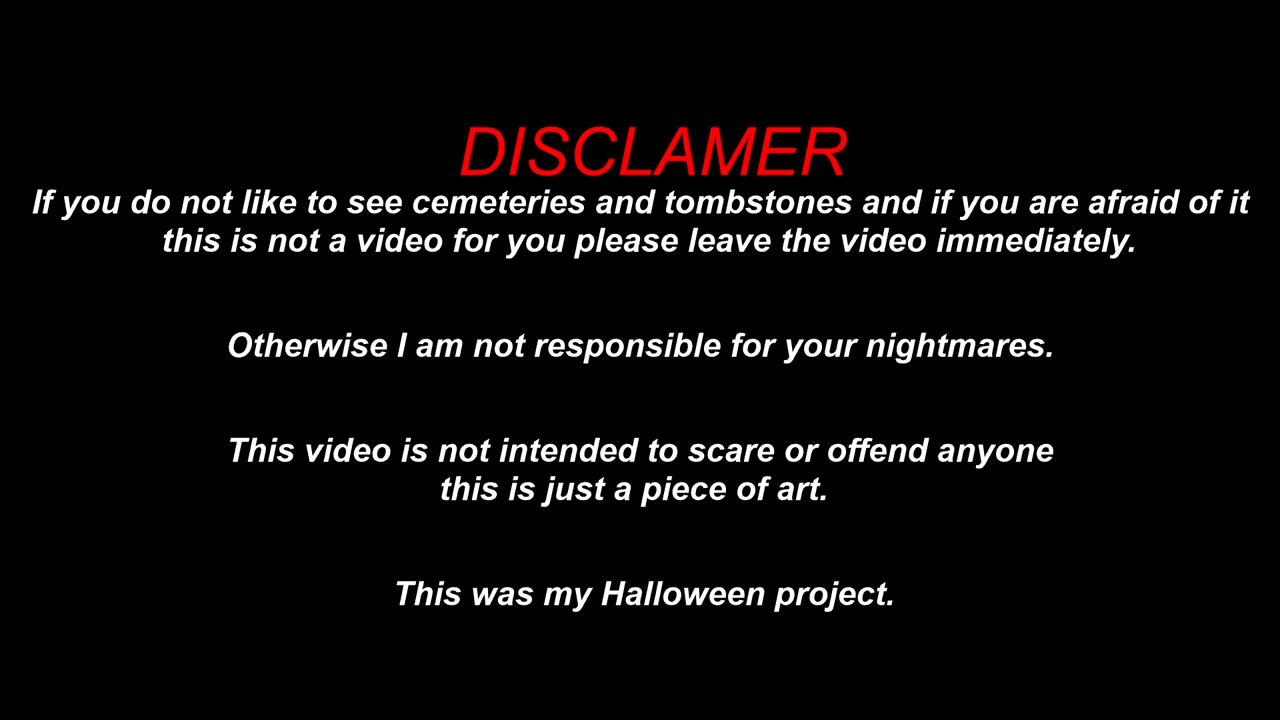 DISCLAMER
If you do not like to see cemeteries and tombstones and if you are afraid of it
this is not a video for you please leave the video immediately.
Otherwise I am not responsible for your nightmares.
This video is not intended to scare or offend anyone
this is just a piece of art.
This was my Halloween project.